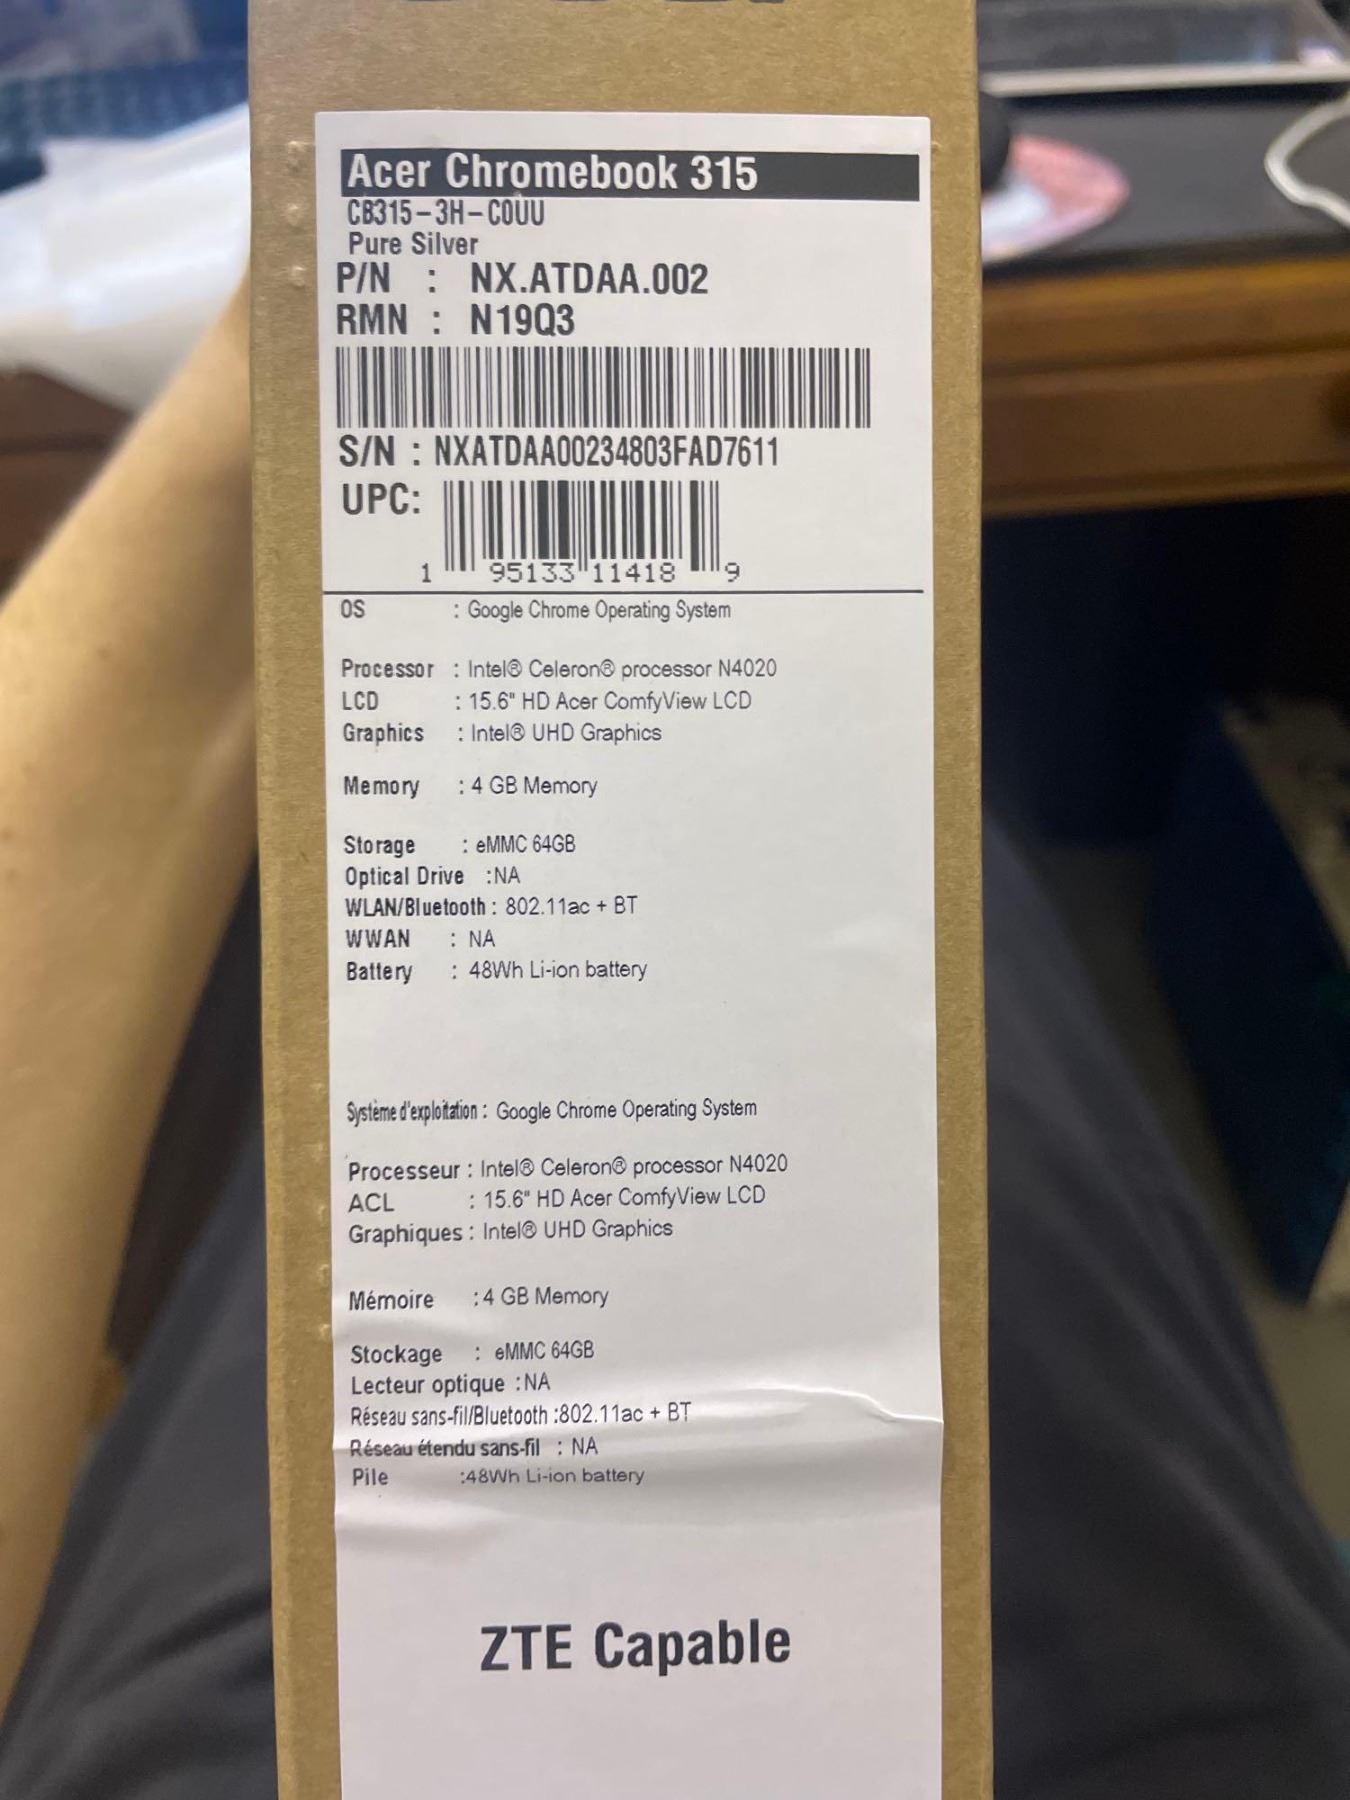 Acer Chromebook 315
CB315-3H-C0UU
Pure Silver
P/N : NX.ATDAA.002
RMN : N19Q3
S/N : NXATDAA00234803FAD7611
UPC:
1 95133 11418 9
OS : Google Chrome Operating System
Processor : Intel® Celeron® processor N4020
LCD : 15.6" HD Acer ComfyView LCD
Graphics : Intel® UHD Graphics
Memory : 4 GB Memory
Storage : eMMC 64GB
Optical Drive :NA
WLAN/Bluetooth : 802.11ac + BT
WWAN : NA
Battery : 48Wh Li-ion battery
Système d'exploitation : Google Chrome Operating System
Processeur : Intel® Celeron® processor N4020
ACL : 15.6" HD Acer ComfyView LCD
Graphiques : Intel® UHD Graphics
Mémoire :4 GB Memory
Stockage : eMMC 64GB
Lecteur optique :NA
Réseau sans-fil/Bluetooth :802.11ac + BT
Réseau étendu sans-fil : NA
Pile :48Wh Li-ion battery
ZTE Capable